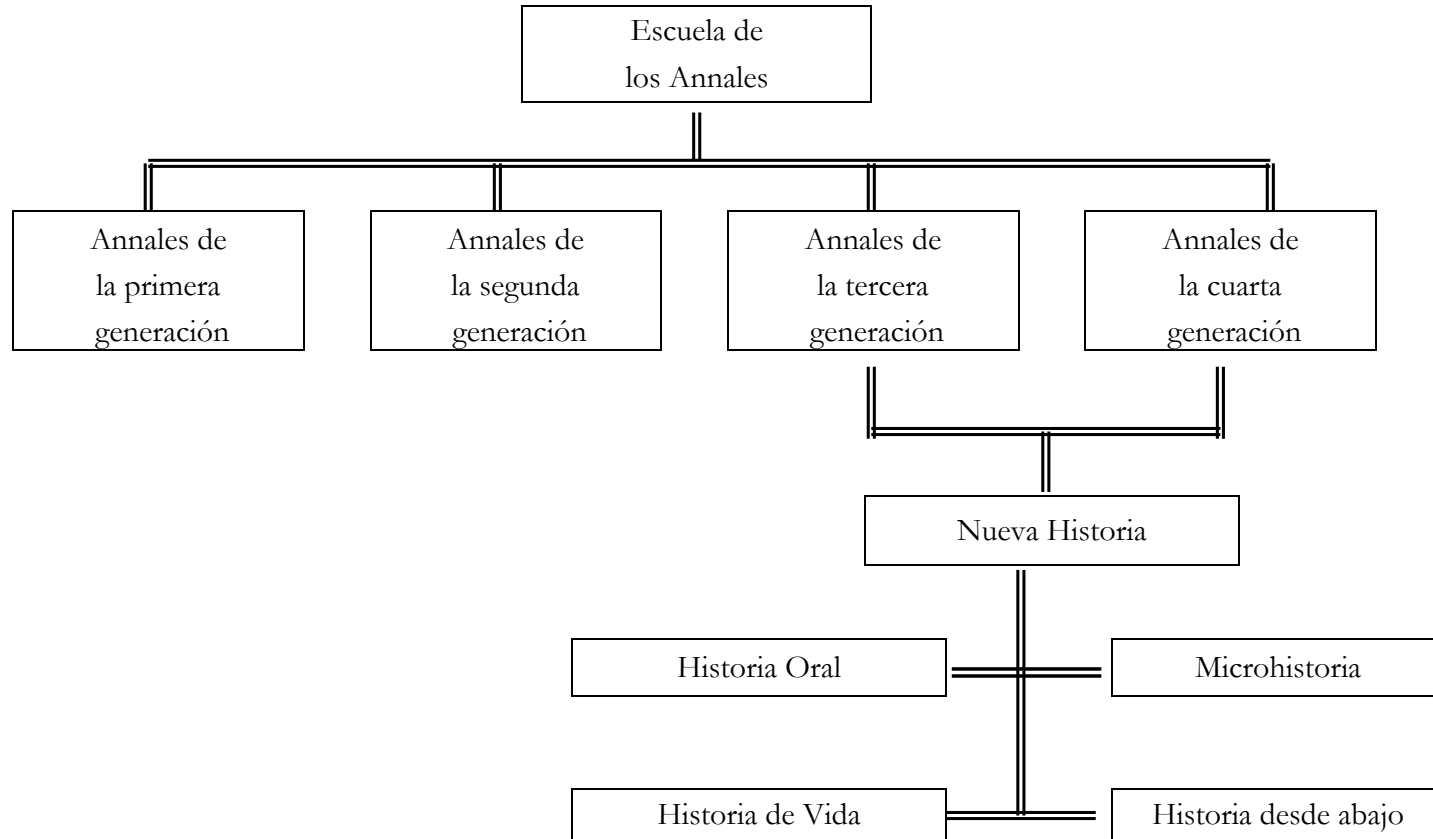 Escuela de
los Annales
Annales de
la primera
generación
Annales de
la segunda
generación
Annales de
la tercera
generación
Annales de
la cuarta
generación
Nueva Historia
Historia Oral
Microhistoria
Historia de Vida
Historia desde abajo